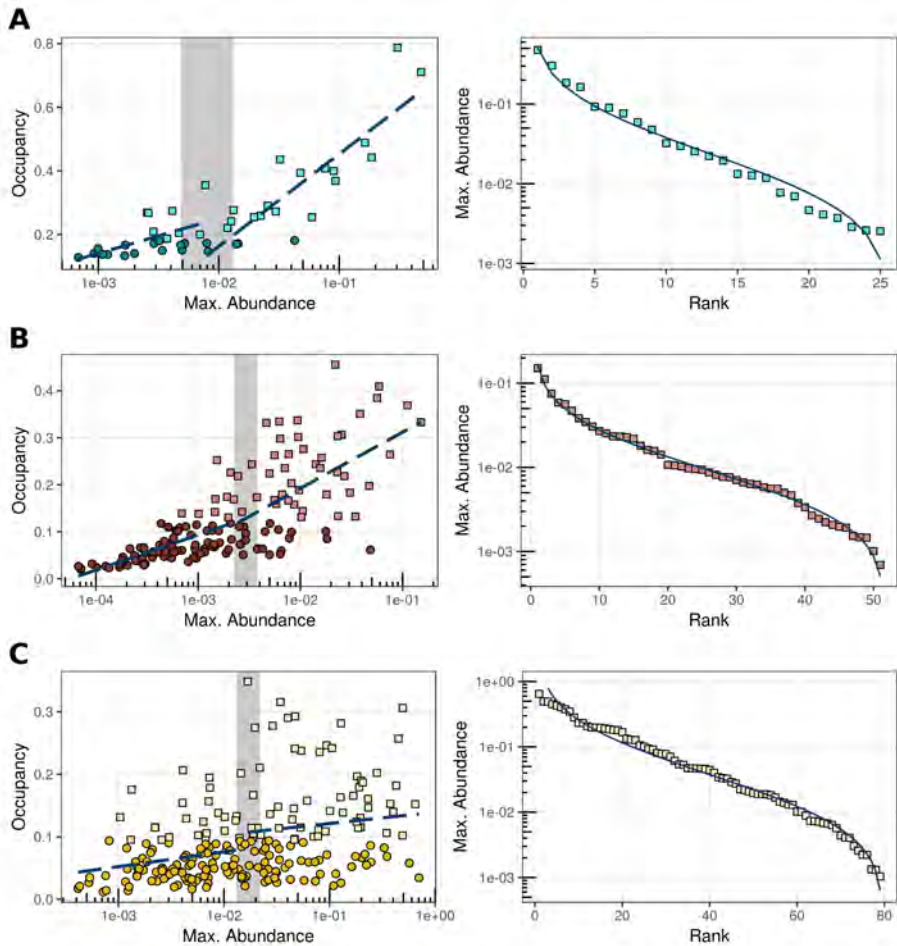 A
Occupancy
0.8
0.6
0.4
0.2
1e-03
1e-02
1e-01
Max. Abundance
Max. Abundance
1e-01
1e-02
1e-03
0
5
10
15
20
25
Rank
B
Occupancy
0.4
0.3
0.2
0.1
0.0
1e-04
1e-03
1e-02
1e-01
Max. Abundance
Max. Abundance
1e-01
1e-02
1e-03
0
10
20
30
40
50
Rank
C
Occupancy
0.3
0.2
0.1
0.0
1e-03
1e-02
1e-01
1e+00
Max. Abundance
Max. Abundance
1e+00
1e-01
1e-02
1e-03
0
20
40
60
80
Rank